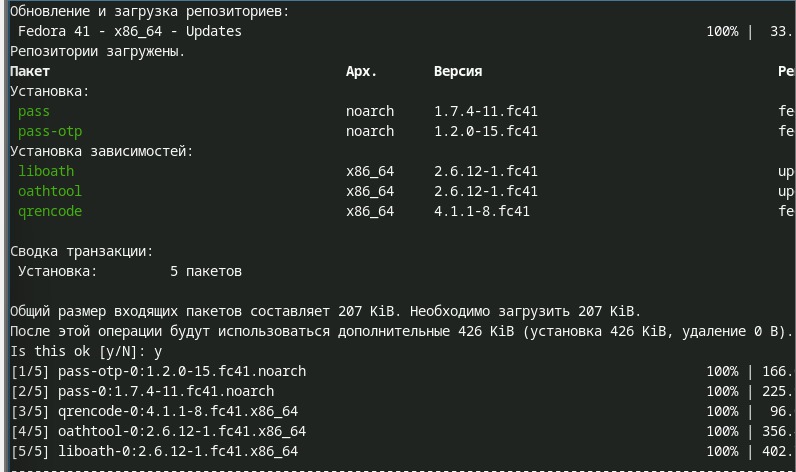 Обновление и загрузка репозиториев:
Fedora 41 - x86_64 - Updates 100% | 33.
Репозитории загружены.
Пакет Арх. Версия Ре
Установка:
pass noarch 1.7.4-11.fc41 fe
pass-otp noarch 1.2.0-15.fc41 fe
Установка зависимостей:
liboath x86_64 2.6.12-1.fc41 up
oathtool x86_64 2.6.12-1.fc41 up
qrencode x86_64 4.1.1-8.fc41 fe
Сводка транзакции:
Установка: 5 пакетов
Общий размер входящих пакетов составляет 207 KiB. Необходимо загрузить 207 KiB.
После этой операции будут использоваться дополнительные 426 KiB (установка 426 KiB, удаление 0 B).
Is this ok [y/N]: y
[1/5] pass-otp-0:1.2.0-15.fc41.noarch 100% | 166.
[2/5] pass-0:1.7.4-11.fc41.noarch 100% | 225.
[3/5] qrencode-0:4.1.1-8.fc41.x86_64 100% | 96.
[4/5] oathtool-0:2.6.12-1.fc41.x86_64 100% | 356.
[5/5] liboath-0:2.6.12-1.fc41.x86_64 100% | 402.